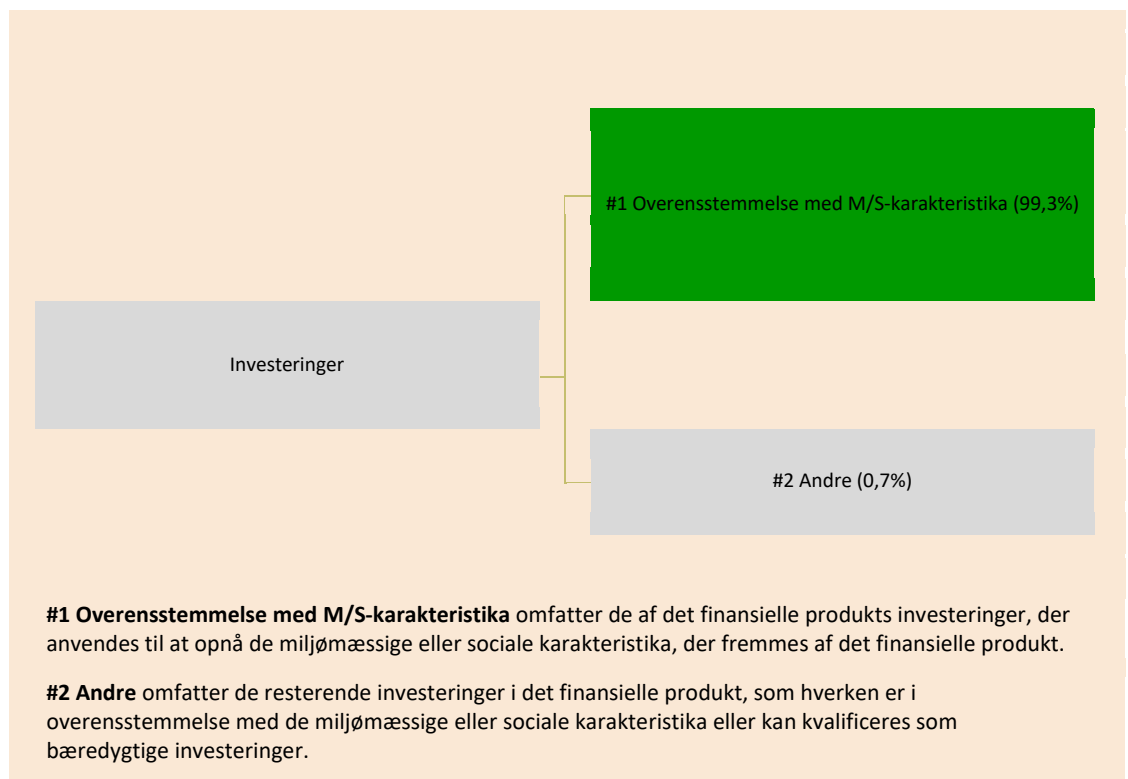 #1 Overensstemmelse med M/S-karakteristika (99,3%)
Investeringer
#2 Andre (0,7%)
#1 Overensstemmelse med M/S-karakteristika omfatter de af det finansielle produkts investeringer, der
anvendes til at opnå de miljømæssige eller sociale karakteristika, der fremmes af det finansielle produkt.
#2 Andre omfatter de resterende investeringer i det finansielle produkt, som hverken er i
overensstemmelse med de miljømæssige eller sociale karakteristika eller kan kvalificeres som
bæredygtige investeringer.